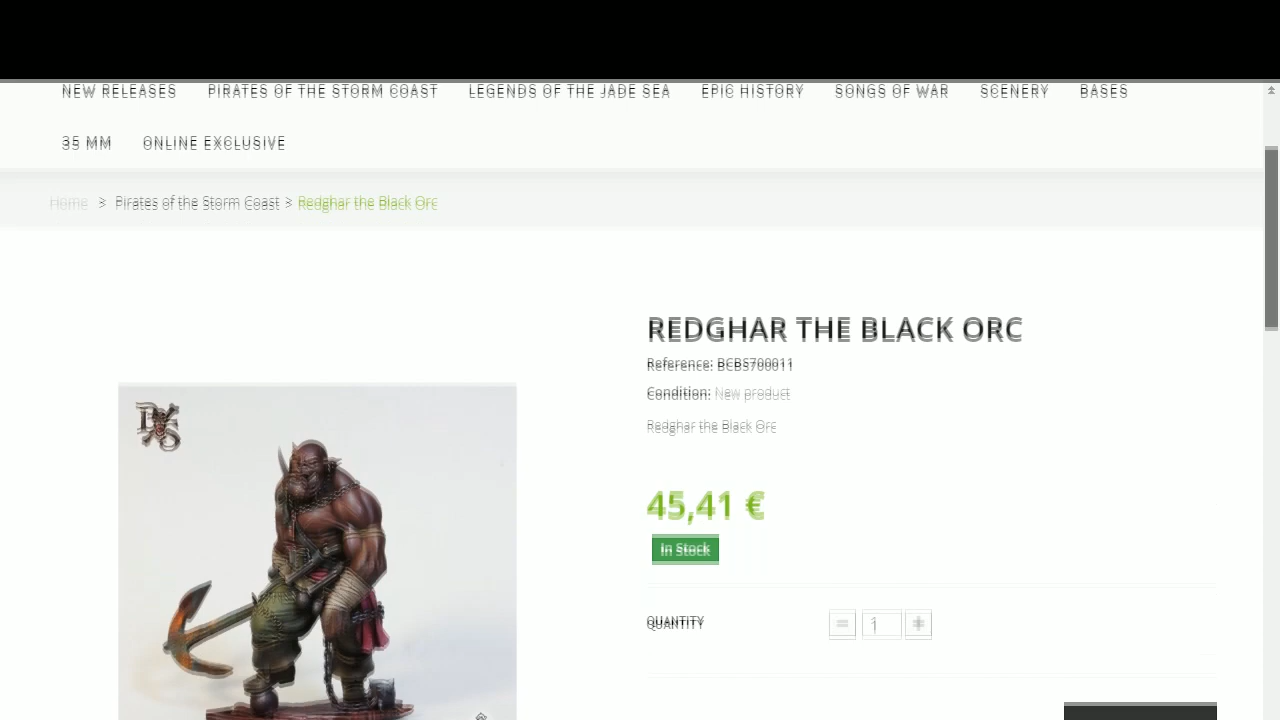 NEW RELEASES PIRATES OF THE STORM COAST LEGENDS OF THE JADE SEA EPIC HISTORY SONGS OF WAR SCENERY BASES
35 MM ONLINE EXCLUSIVE
Home > Pirates of the Storm Coast > Redghar the Black Orc
REDGHAR THE BLACK ORC
Reference: BCBS700011
Condition: New product
Redghar the Black Orc
45,41 €
In Stock
QUANTITY 1